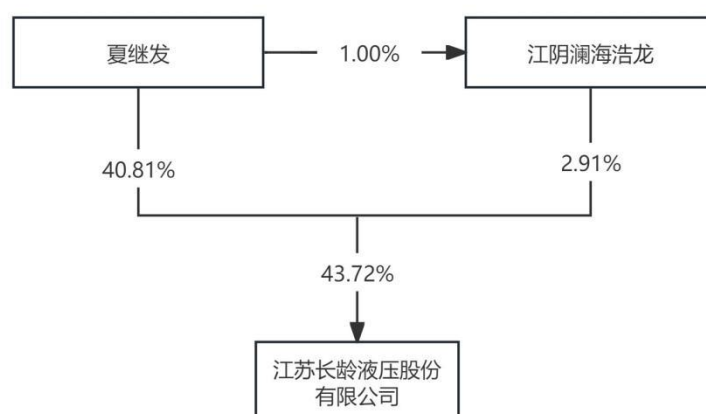 夏继发
1.00%
江阴澜海浩龙
40.81%
2.91%
43.72%
江苏长龄液压股份
有限公司